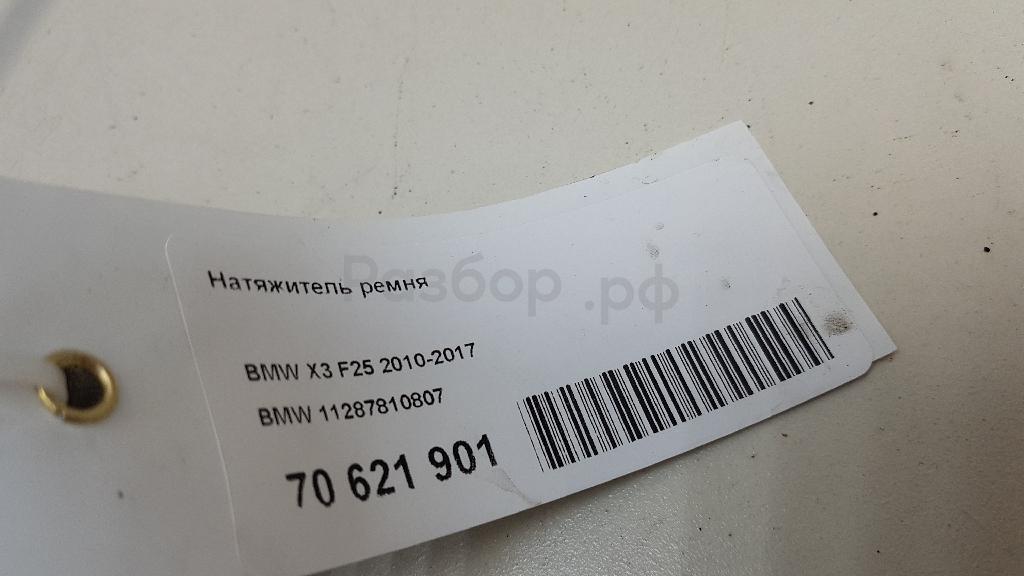 Натяжитель ремня
Разбор.рф
BMW X3 F25 2010-2017
BMW 11287810807
70 621 901